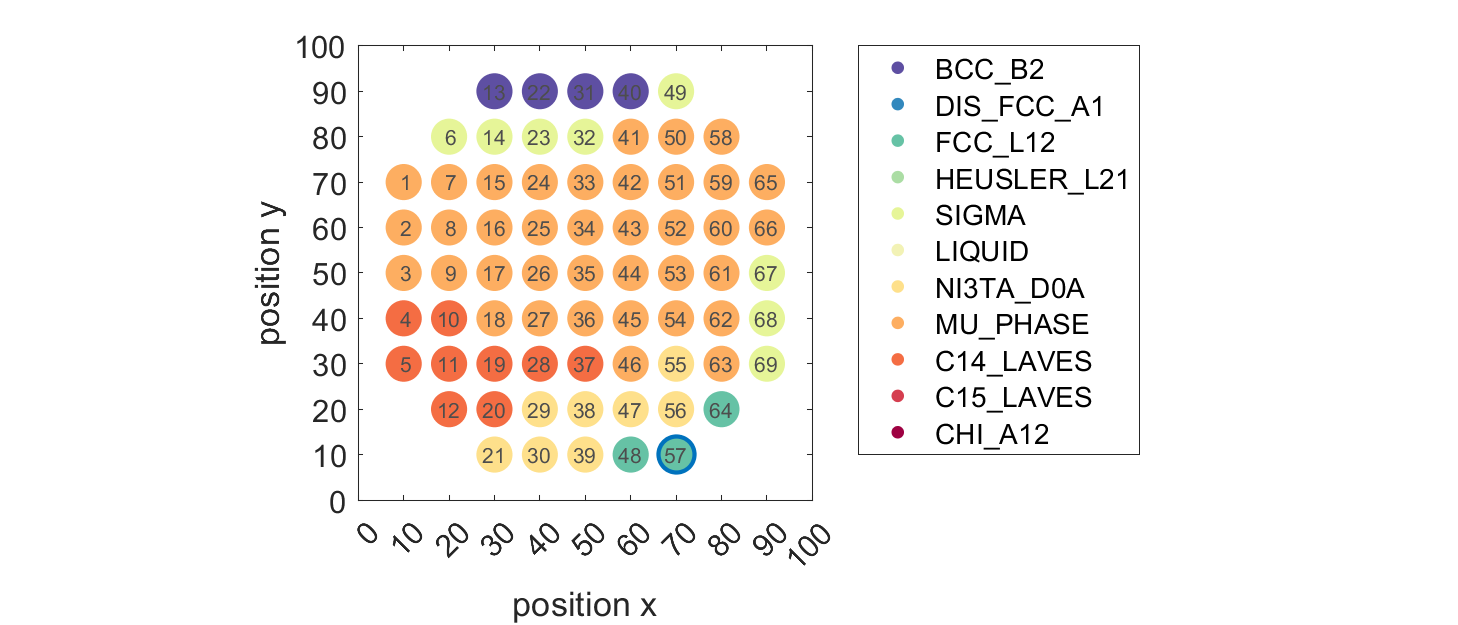 100
90
80
70
60
50
40
30
20
10
0
position y
13 22 31 40 49
6 14 23 32 41 50 58
1 7 15 24 33 42 51 59 65
2 8 16 25 34 43 52 60 66
3 9 17 26 35 44 53 61 67
4 10 18 27 36 45 54 62 68
5 11 19 28 37 46 55 63 69
12 20 29 38 47 56 64
21 30 39 48 57
0 10 20 30 40 50 60 70 80 90 100
position x
BCC_B2
DIS_FCC_A1
FCC_L12
HEUSLER_L21
SIGMA
LIQUID
NI3TA_D0A
MU_PHASE
C14_LAVES
C15_LAVES
CHI_A12